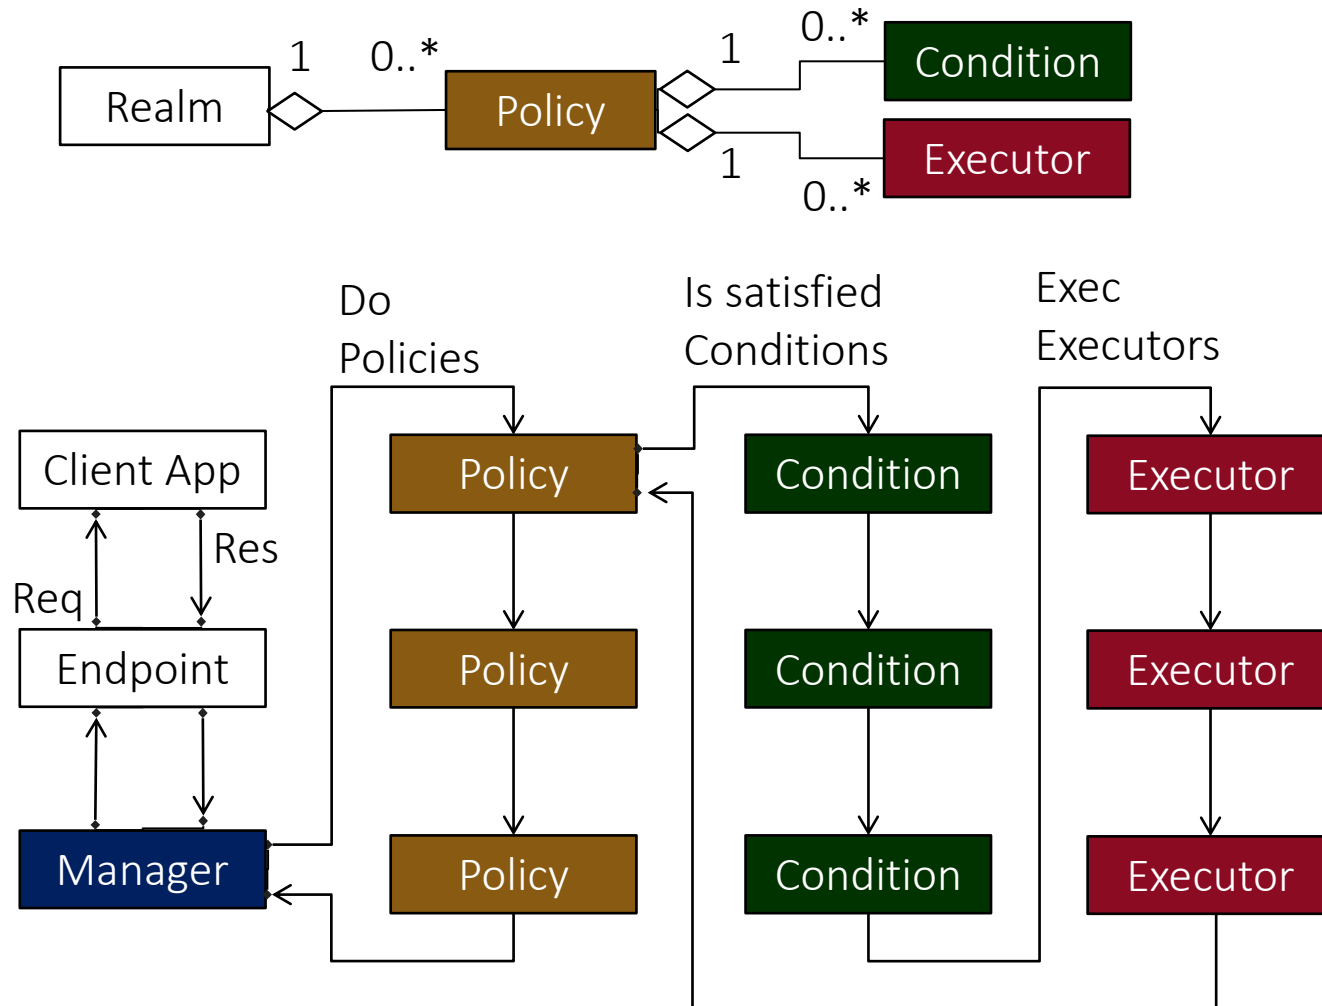 1
0..*
1
0..*
Condition
Realm
Policy
1
0..*
Executor
Do
Policies
Is satisfied
Conditions
Exec
Executors
Client App
Policy
Condition
Executor
Res
Req
Endpoint
Policy
Condition
Executor
Manager
Policy
Condition
Executor